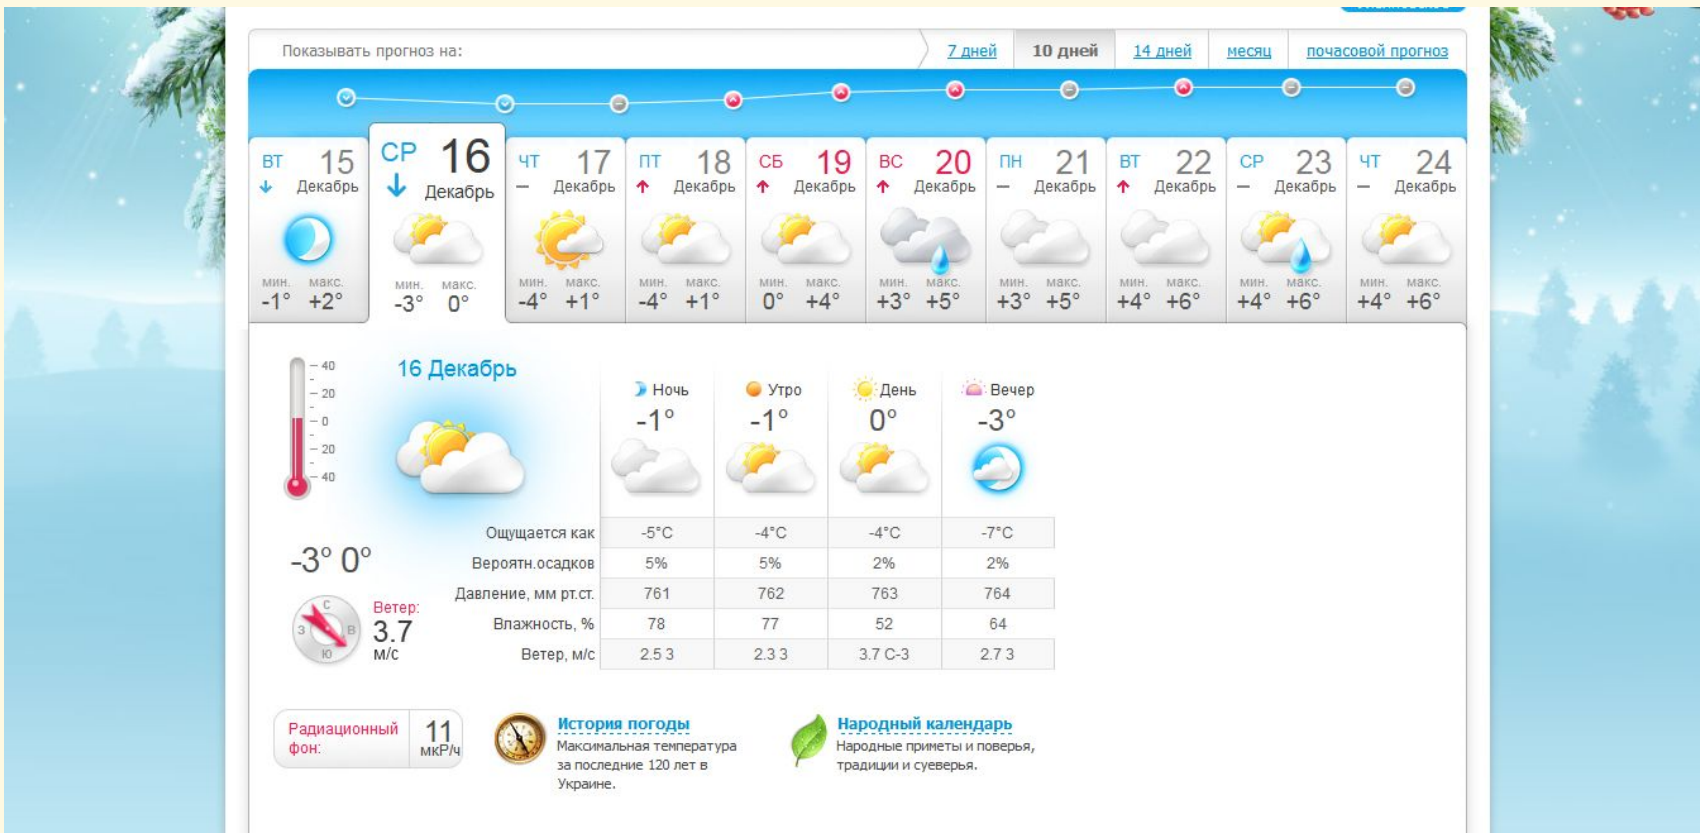 Показывать прогноз на:
7 дней 10 дней 14 дней месяц почасовой прогноз
ВТ 15 Декабрь
мин. макс.
-1° +2°
СР 16 Декабрь
мин. макс.
-3° 0°
ЧТ 17 Декабрь
мин. макс.
-4° +1°
ПТ 18 Декабрь
мин. макс.
-4° +1°
СБ 19 Декабрь
мин. макс.
0° +4°
ВС 20 Декабрь
мин. макс.
+3° +5°
ПН 21 Декабрь
мин. макс.
+3° +5°
ВТ 22 Декабрь
мин. макс.
+4° +6°
СР 23 Декабрь
мин. макс.
+4° +6°
ЧТ 24 Декабрь
мин. макс.
+4° +6°
40
20
0
20
40
16 Декабрь
-3° 0°
С
З В
Ю
Ветер:
3.7
м/с
Ночь Утро День Вечер
-1° -1° 0° -3°
Ощущается как -5°C -4°C -4°C -7°C
Вероятн.осадков 5% 5% 2% 2%
Давление, мм рт.ст. 761 762 763 764
Влажность, % 78 77 52 64
Ветер, м/с 2.5 З 2.3 З 3.7 С-З 2.7 З
Радиационный
фон:
11
мкР/ч
История погоды
Максимальная температура
за последние 120 лет в
Украине.
Народный календарь
Народные приметы и поверья,
традиции и суеверья.